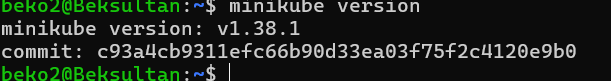 beko2@Beksultan:~$ minikube version
minikube version: v1.38.1
commit: c93a4cb9311efc66b90d33ea03f75f2c4120e9b0
beko2@Beksultan:~$